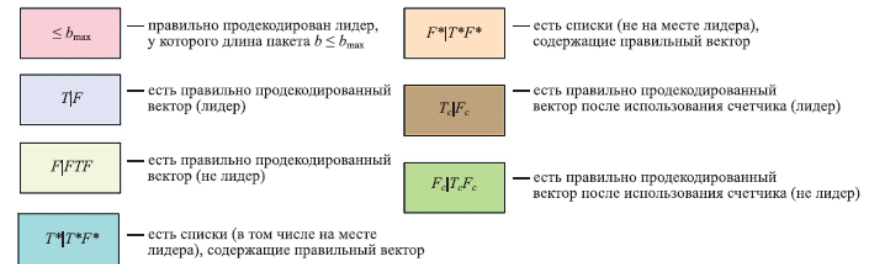 ≤ b_max
— правильно продекодирован лидер,
у которого длина пакета b ≤ b_max
T|F
— есть правильно продекодированный
вектор (лидер)
F|FTF
— есть правильно продекодированный
вектор (не лидер)
T*|T*F*
— есть списки (в том числе на месте
лидера), содержащие правильный вектор
F*|T*F*
— есть списки (не на месте лидера),
содержащие правильный вектор
T_c|F_c
— есть правильно продекодированный
вектор после использования счетчика (лидер)
F_c|T_cF_c
— есть правильно продекодированный
вектор после использования счетчика (не лидер)